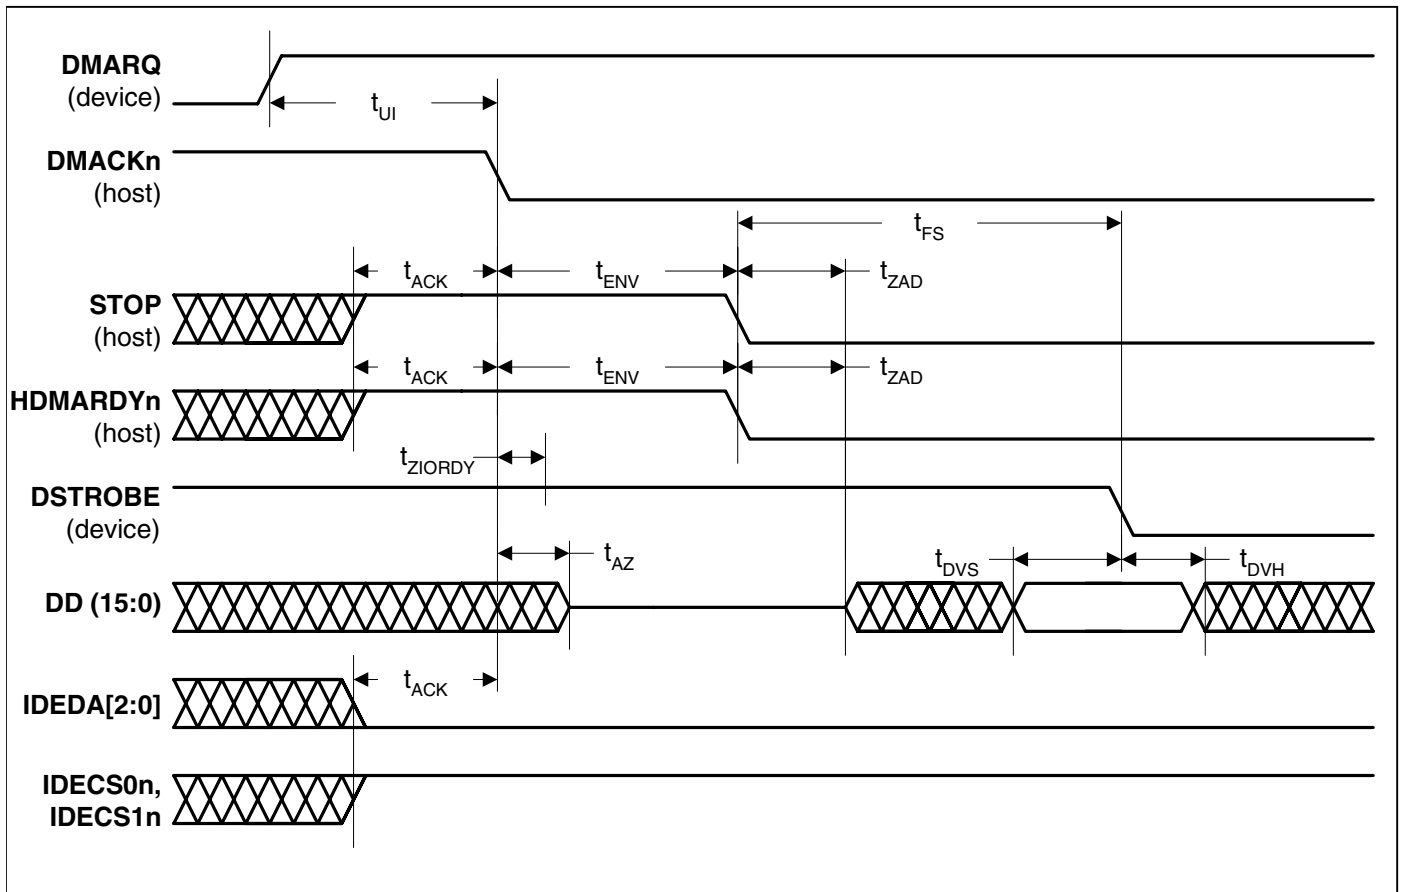 DMARQ
(device)
t_UI
DMACKn
(host)
t_FS
t_ACK t_ENV t_ZAD
STOP
(host)
t_ACK t_ENV t_ZAD
HDMARDYn
(host)
t_ZIORDY
DSTROBE
(device)
t_AZ t_DVS t_DVH
DD (15:0)
t_ACK
IDEDA[2:0]
IDECS0n,
IDECS1n